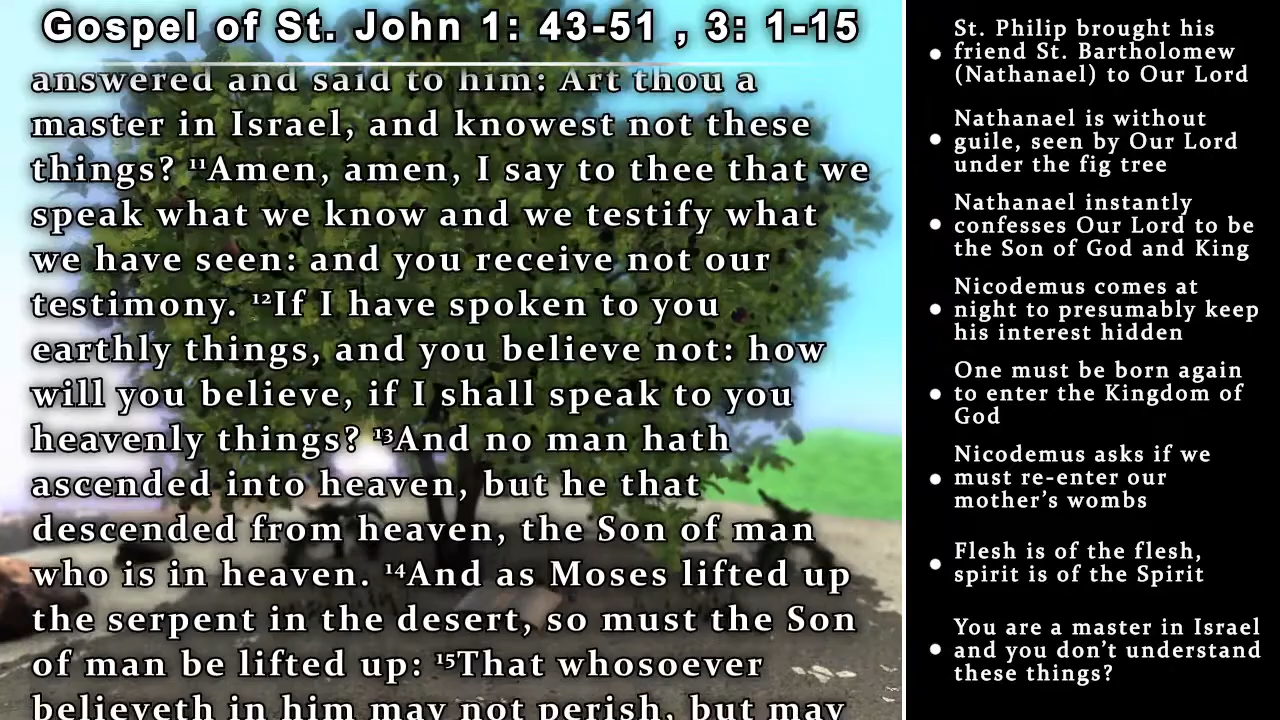 Gospel of St. John 1: 43-51 , 3: 1-15
answered and said to him: Art thou a
master in Israel, and knowest not these
things? ¹¹Amen, amen, I say to thee that we
speak what we know and we testify what
we have seen: and you receive not our
testimony. ¹²If I have spoken to you
earthly things, and you believe not: how
will you believe, if I shall speak to you
heavenly things? ¹³And no man hath
ascended into heaven, but he that
descended from heaven, the Son of man
who is in heaven. ¹⁴And as Moses lifted up
the serpent in the desert, so must the Son
of man be lifted up: ¹⁵That whosoever
believeth in him may not perish, but may
• St. Philip brought his
friend St. Bartholomew
(Nathanael) to Our Lord
• Nathanael is without
guile, seen by Our Lord
under the fig tree
• Nathanael instantly
confesses Our Lord to be
the Son of God and King
• Nicodemus comes at
night to presumably keep
his interest hidden
• One must be born again
to enter the Kingdom of
God
• Nicodemus asks if we
must re-enter our
mother’s wombs
• Flesh is of the flesh,
spirit is of the Spirit
• You are a master in Israel
and you don’t understand
these things?